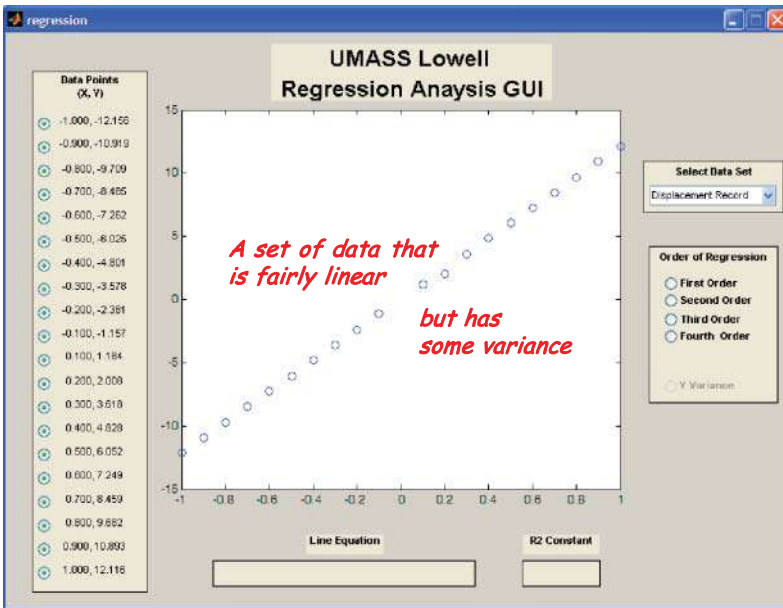 regression
UMASS Lowell
Regression Anaysis GUI
Data Points
(X, Y)
-1.000, -12.156
-0.900, -10.919
-0.800, -9.709
-0.700, -8.485
-0.600, -7.262
-0.500, -6.026
-0.400, -4.801
-0.300, -3.578
-0.200, -2.381
-0.100, -1.157
0.100, 1.184
0.200, 2.008
0.300, 3.618
0.400, 4.828
0.500, 6.052
0.600, 7.249
0.700, 8.459
0.800, 9.682
0.900, 10.893
1.000, 12.116
15
10
5
0
-5
-10
-15
-1 -0.8 -0.6 -0.4 -0.2 0 0.2 0.4 0.6 0.8 1
A set of data that
is fairly linear
but has
some variance
Select Data Set
Displacement Record
Order of Regression
First Order
Second Order
Third Order
Fourth Order
Y Variance
Line Equation
R2 Constant